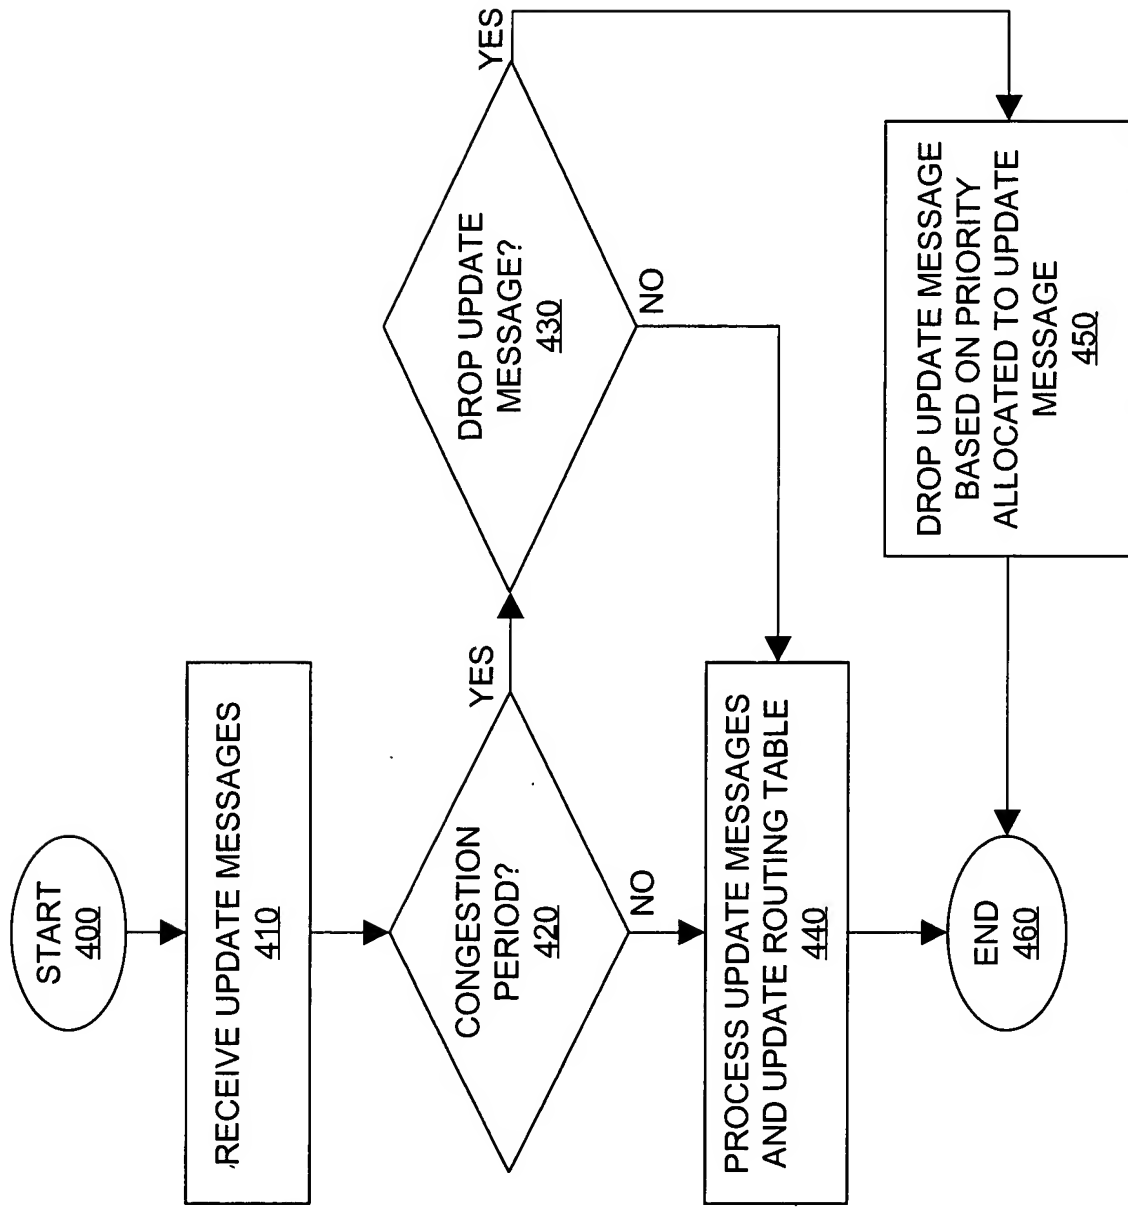 START
400
RECEIVE UPDATE MESSAGES
410
CONGESTION
PERIOD?
420
YES
NO
DROP UPDATE
MESSAGE?
430
YES
NO
PROCESS UPDATE MESSAGES
AND UPDATE ROUTING TABLE
440
DROP UPDATE MESSAGE
BASED ON PRIORITY
ALLOCATED TO UPDATE
MESSAGE
450
END
460